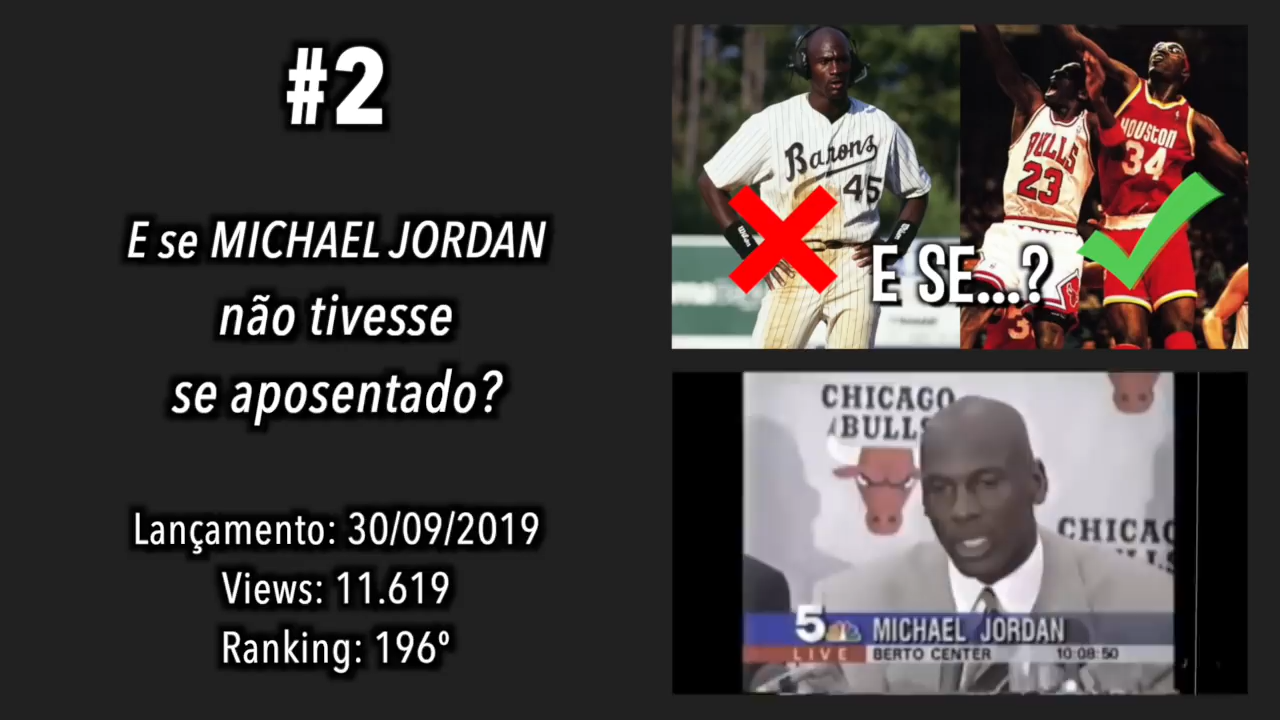 #2
E se MICHAEL JORDAN
não tivesse
se aposentado?
Lançamento: 30/09/2019
Views: 11.619
Ranking: 196º
Barons
45
BULLS
23
HOUSTON
34
E SE...?
CHICAGO
BULLS
CHICAG
5
MICHAEL JORDAN
LIVE
BERTO CENTER
10:08:50